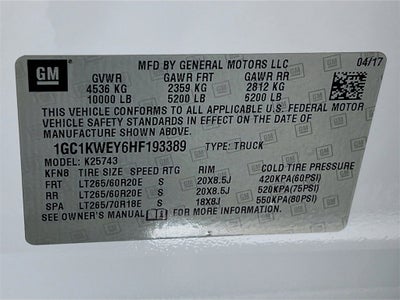 GM
MFD BY GENERAL MOTORS LLC
04/17
GVWR GAWR FRT GAWR RR
4536 KG 2359 KG 2812 KG
10000 LB 5200 LB 6200 LB
THIS VEHICLE CONFORMS TO ALL APPLICABLE U.S. FEDERAL MOTOR
VEHICLE SAFETY STANDARDS IN EFFECT ON THE DATE OF
MANUFACTURE SHOWN ABOVE.
1GC1KWEY6HF193389 TYPE: TRUCK
MODEL: K25743
KFN8 TIRE SIZE SPEED RTG RIM COLD TIRE PRESSURE
FRT LT265/60R20E S 20X8.5J 420KPA(60PSI)
RR LT265/60R20E S 20X8.5J 520KPA(75PSI)
SPA LT265/70R18E S 18X8J 550KPA(80PSI)
SEE OWNER'S MANUAL FOR MORE INFORMATION.